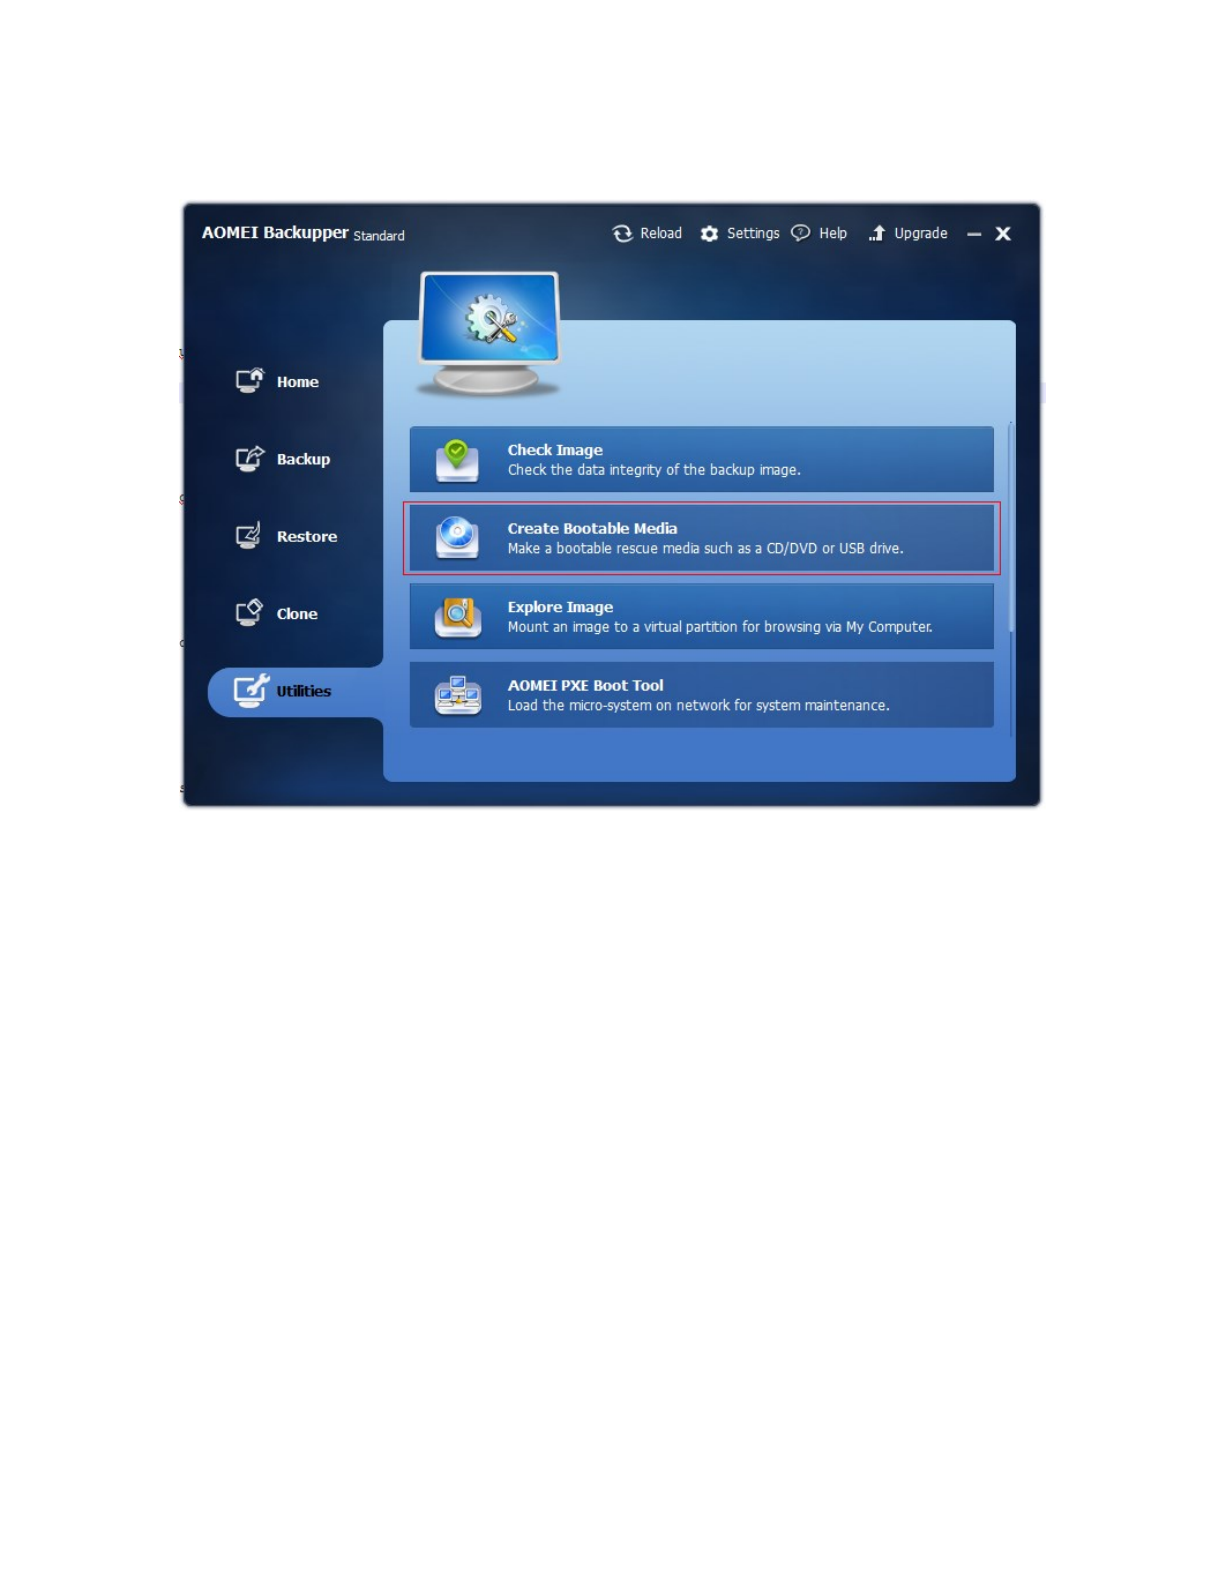 AOMEI Backupper Standard
Reload Settings Help Upgrade
Home
Backup
Restore
Clone
Utilities
Check Image
Check the data integrity of the backup image.
Create Bootable Media
Make a bootable rescue media such as a CD/DVD or USB drive.
Explore Image
Mount an image to a virtual partition for browsing via My Computer.
AOMEI PXE Boot Tool
Load the micro-system on network for system maintenance.